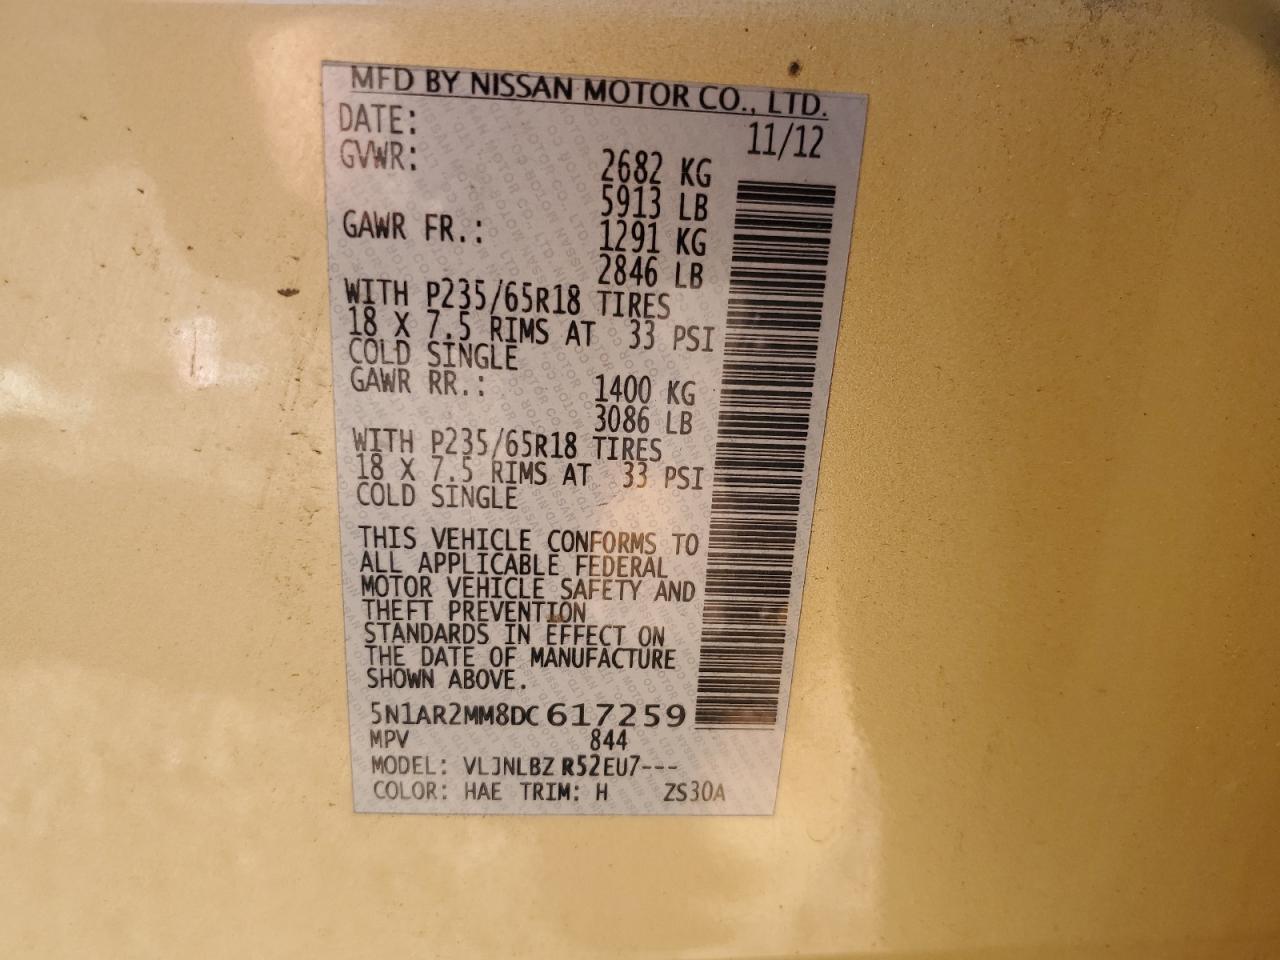 MFD BY NISSAN MOTOR CO., LTD.
DATE: 11/12
GVWR: 2682 KG
5913 LB
GAWR FR.: 1291 KG
2846 LB
WITH P235/65R18 TIRES
18 X 7.5 RIMS AT 33 PSI
COLD SINGLE
GAWR RR.: 1400 KG
3086 LB
WITH P235/65R18 TIRES
18 X 7.5 RIMS AT 33 PSI
COLD SINGLE
THIS VEHICLE CONFORMS TO
ALL APPLICABLE FEDERAL
MOTOR VEHICLE SAFETY AND
THEFT PREVENTION
STANDARDS IN EFFECT ON
THE DATE OF MANUFACTURE
SHOWN ABOVE.
5N1AR2MM8DC617259
MPV 844
MODEL: VLJNLBZ R52EU7---
COLOR: HAE TRIM: H ZS30A